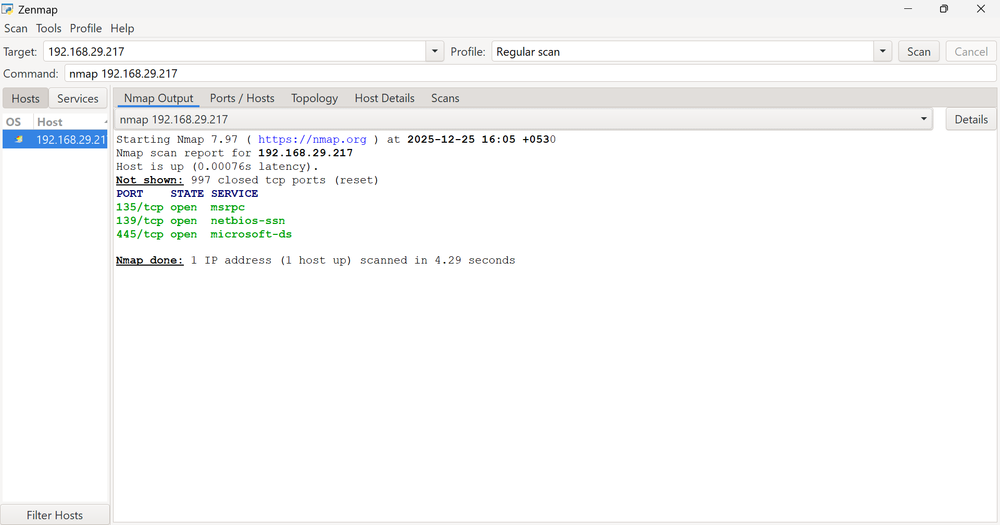 Zenmap
Scan Tools Profile Help
Target: 192.168.29.217 Profile: Regular scan Scan Cancel
Command: nmap 192.168.29.217
Hosts Services Nmap Output Ports / Hosts Topology Host Details Scans
OS Host nmap 192.168.29.217 Details
192.168.29.21
Starting Nmap 7.97 ( https://nmap.org ) at 2025-12-25 16:05 +0530
Nmap scan report for 192.168.29.217
Host is up (0.00076s latency).
Not shown: 997 closed tcp ports (reset)
PORT STATE SERVICE
135/tcp open msrpc
139/tcp open netbios-ssn
445/tcp open microsoft-ds
Nmap done: 1 IP address (1 host up) scanned in 4.29 seconds
Filter Hosts